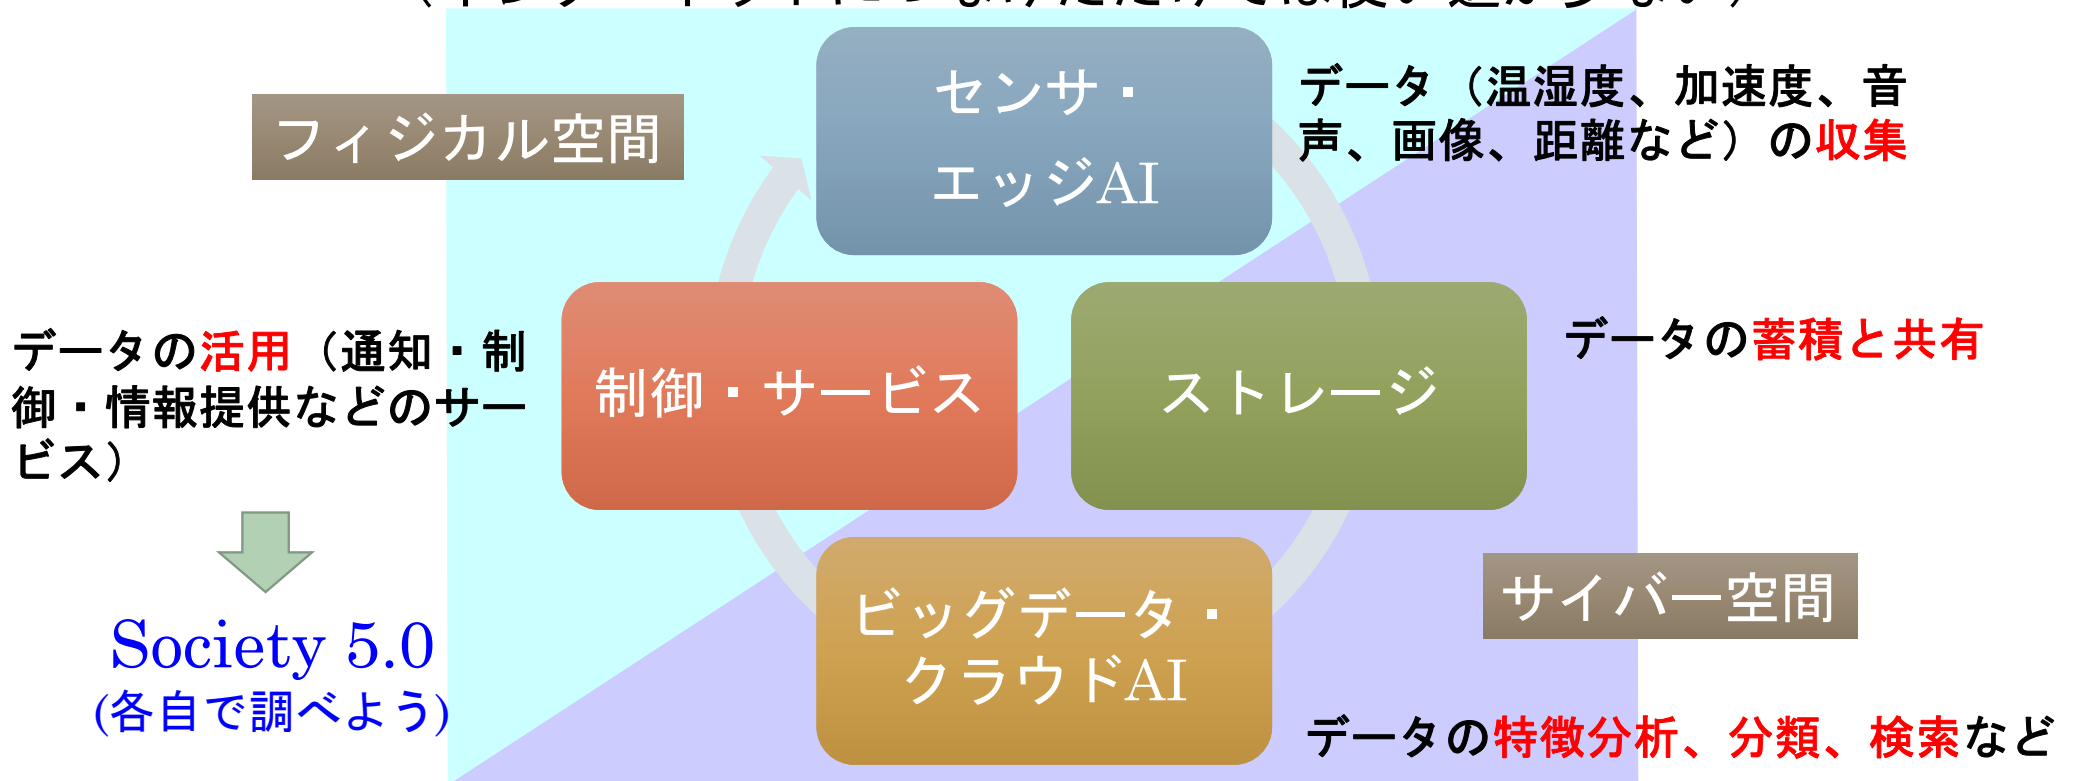 センサ・
エッジAI
データ（温湿度、加速度、音
声、画像、距離など）の収集
フィジカル空間
データの活用（通知・制
御・情報提供などのサー
ビス）
制御・サービス
ストレージ
データの蓄積と共有
ビッグデータ・
クラウドAI
サイバー空間
Society 5.0
(各自で調べよう)
データの特徴分析、分類、検索など